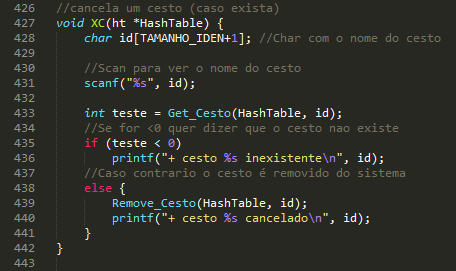 426 //cancela um cesto (caso exista)
427 void XC(ht *HashTable) {
428 char id[TAMANHO_IDEN+1]; //Char com o nome do cesto
429
430 //Scan para ver o nome do cesto
431 scanf("%s", id);
432
433 int teste = Get_Cesto(HashTable, id);
434 //Se for <0 quer dizer que o cesto nao existe
435 if (teste < 0)
436 printf("+ cesto %s inexistente\n", id);
437 //Caso contrario o cesto é removido do sistema
438 else {
439 Remove_Cesto(HashTable, id);
440 printf("+ cesto %s cancelado\n", id);
441 }
442 }
443